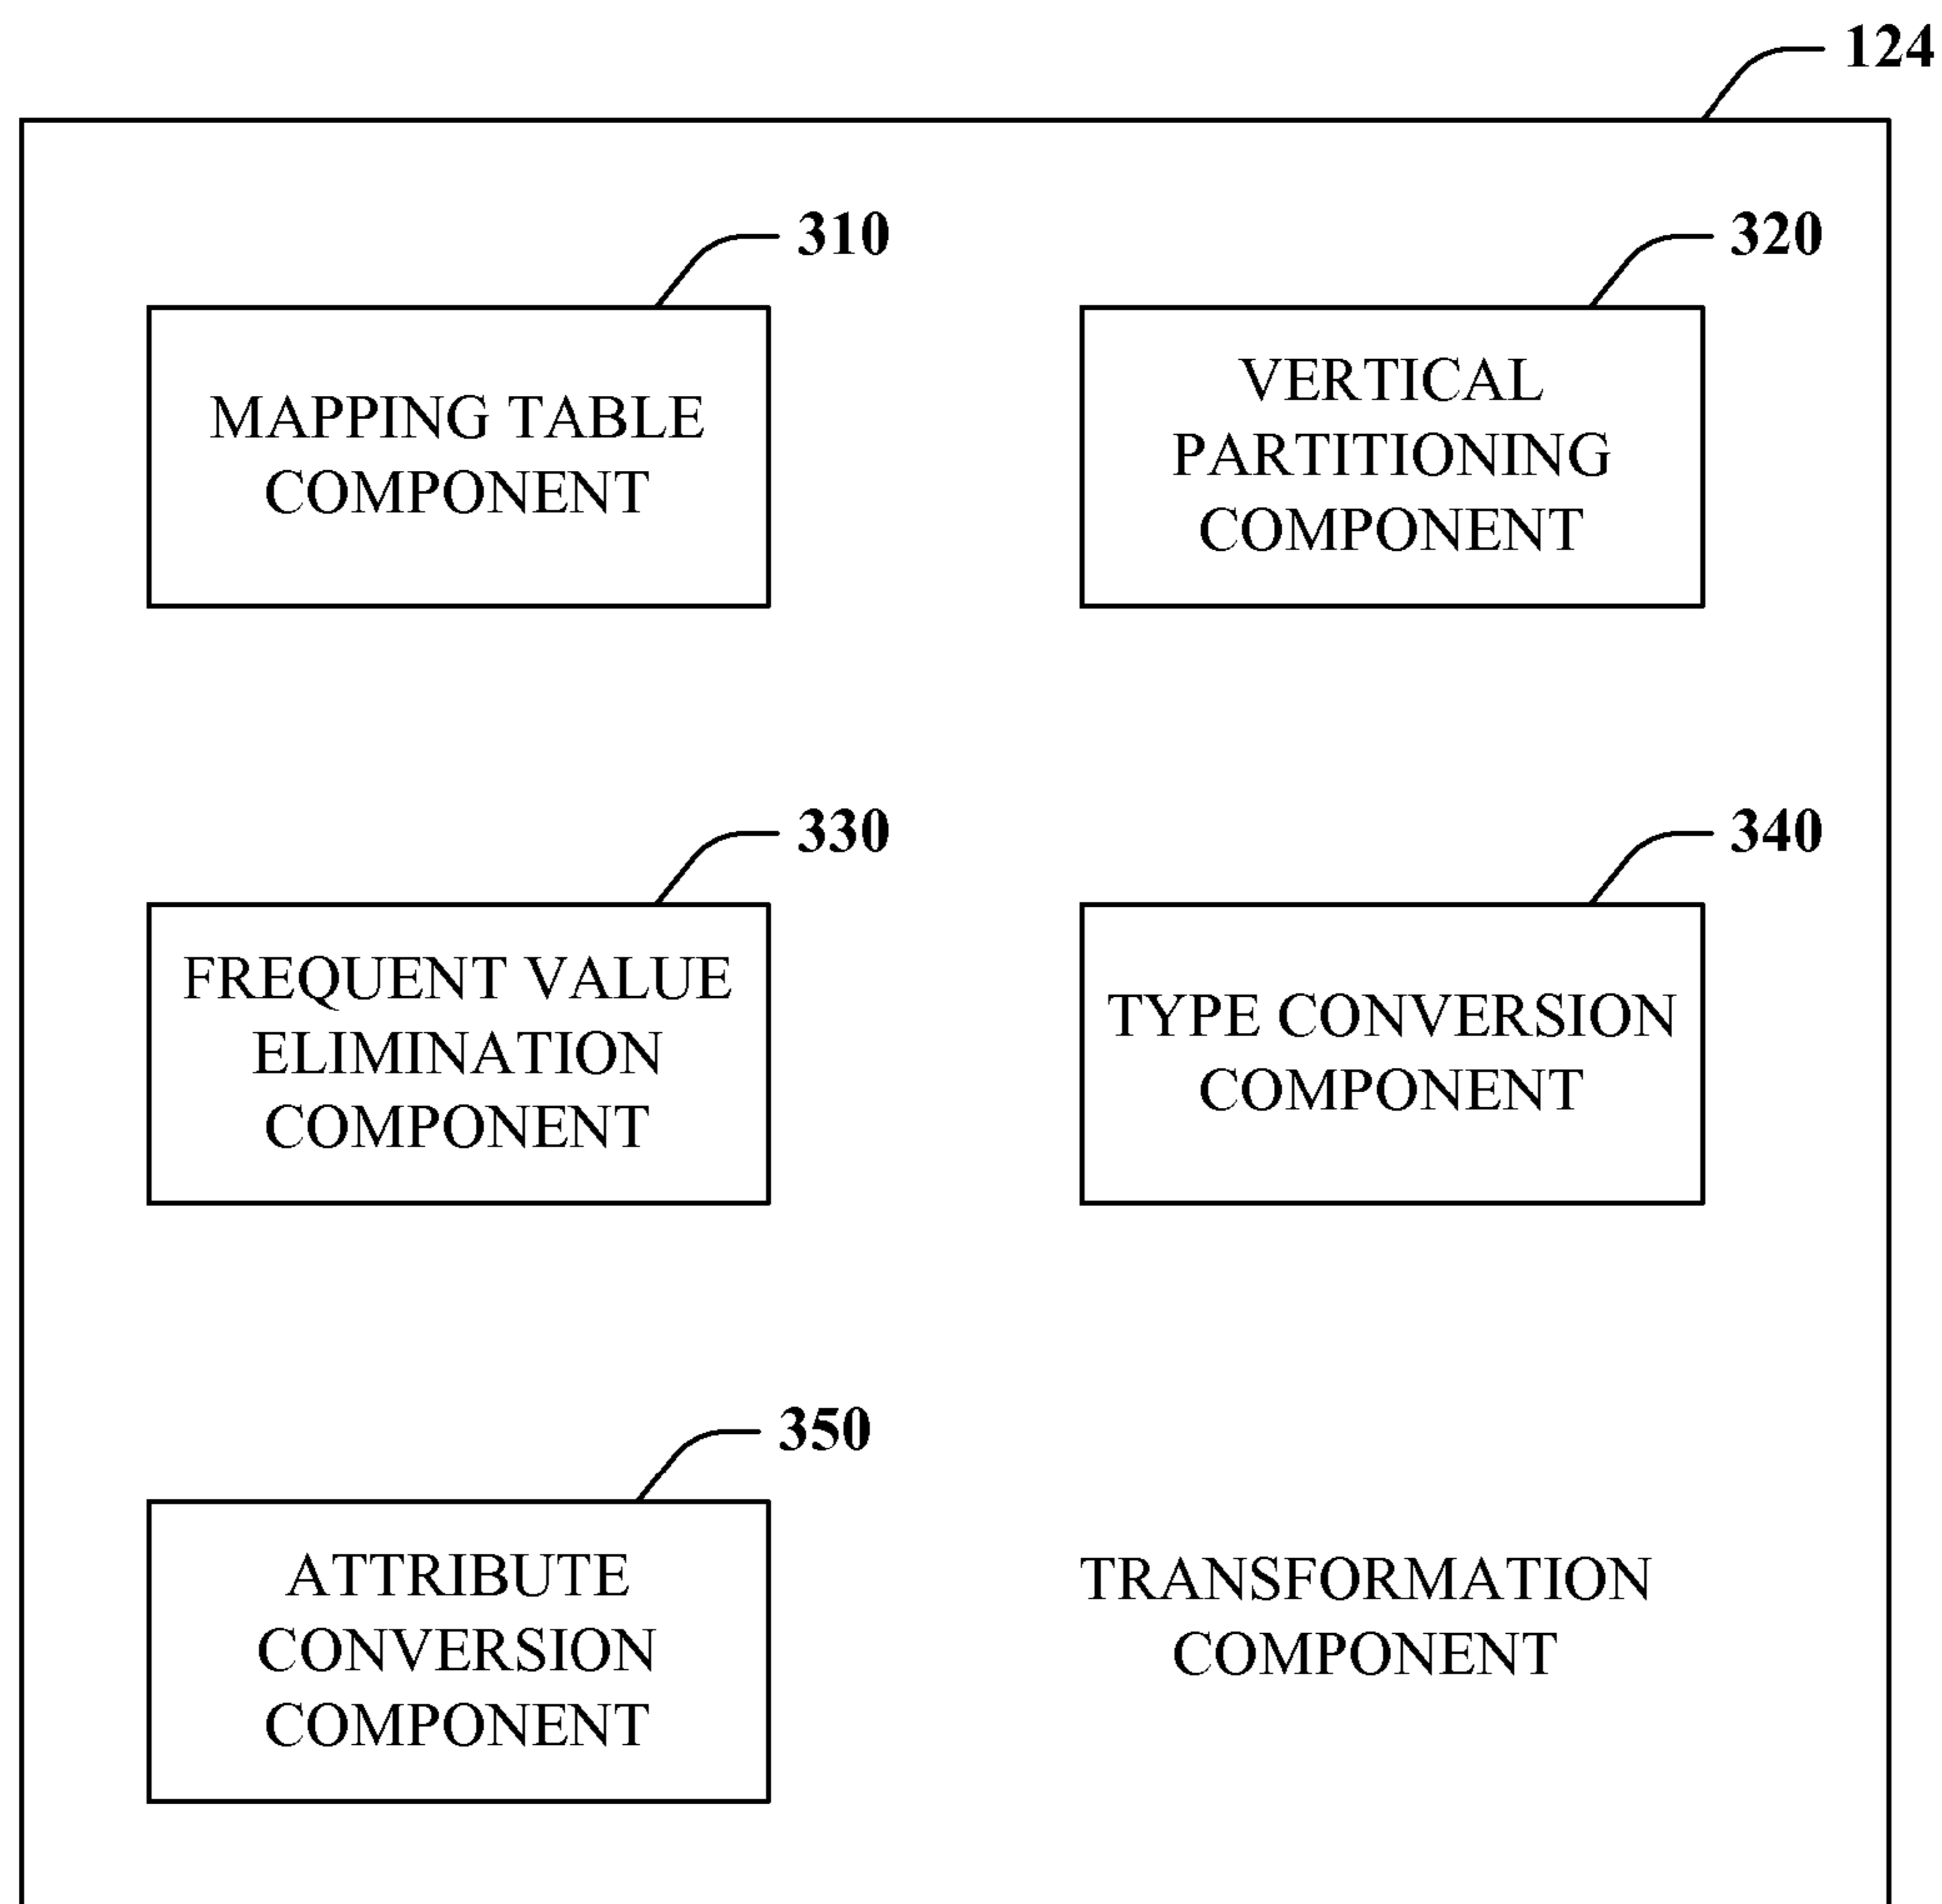 124
310
320
MAPPING TABLE
COMPONENT
VERTICAL
PARTITIONING
COMPONENT
330
340
FREQUENT VALUE
ELIMINATION
COMPONENT
TYPE CONVERSION
COMPONENT
350
ATTRIBUTE
CONVERSION
COMPONENT
TRANSFORMATION
COMPONENT